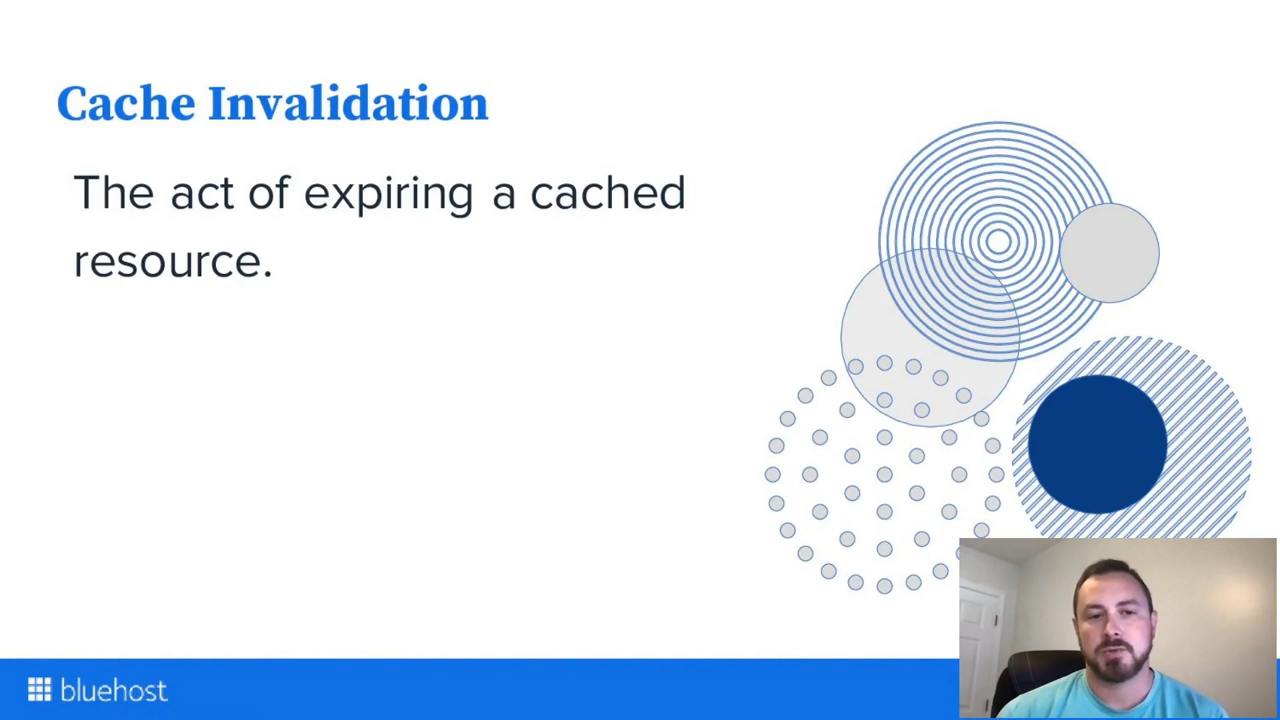 Cache Invalidation
The act of expiring a cached
resource.
bluehost